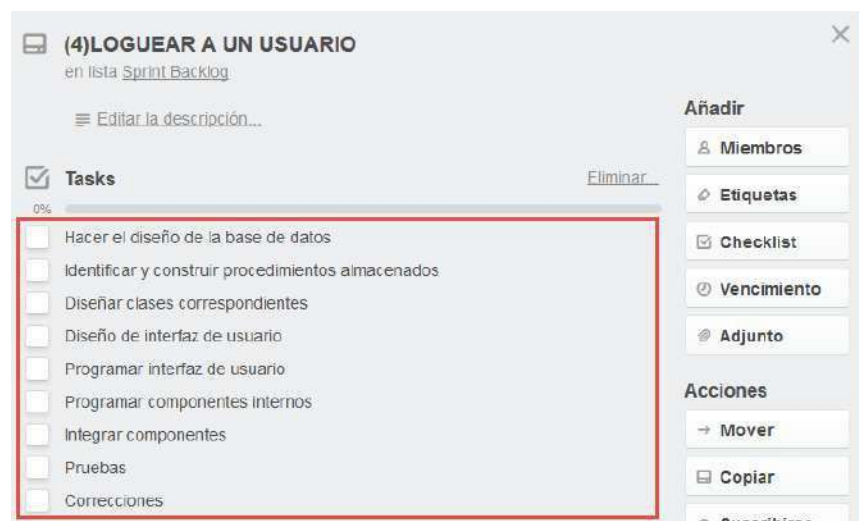 (4)LOGUEAR A UN USUARIO
en lista Sprint Backlog
Editar la descripción...
Tasks
Eliminar...
0%
Hacer el diseño de la base de datos
Identificar y construir procedimientos almacenados
Diseñar clases correspondientes
Diseño de interfaz de usuario
Programar interfaz de usuario
Programar componentes internos
Integrar componentes
Pruebas
Correcciones
Añadir
Miembros
Etiquetas
Checklist
Vencimiento
Adjunto
Acciones
Mover
Copiar